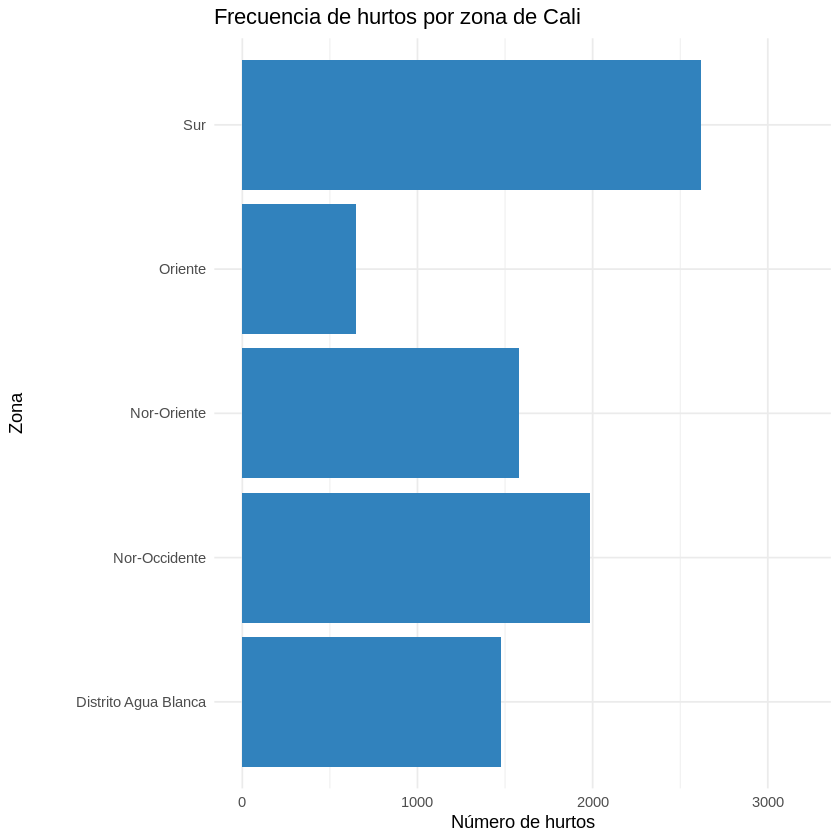 Frecuencia de hurtos por zona de Cali
Zona
Sur
Oriente
Nor-Oriente
Nor-Occidente
Distrito Agua Blanca
0 1000 2000 3000
Número de hurtos